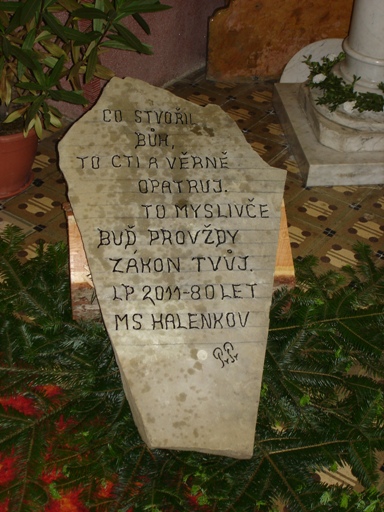 CO STVOŘIL
BŮH,
TO CTI A VĚRNĚ
OPATRUJ.
TO MYSLIVČE
BUĎ PROVŽDY
ZÁKON TVŮJ.
LP 2011-80 LET
MS HALENKOV